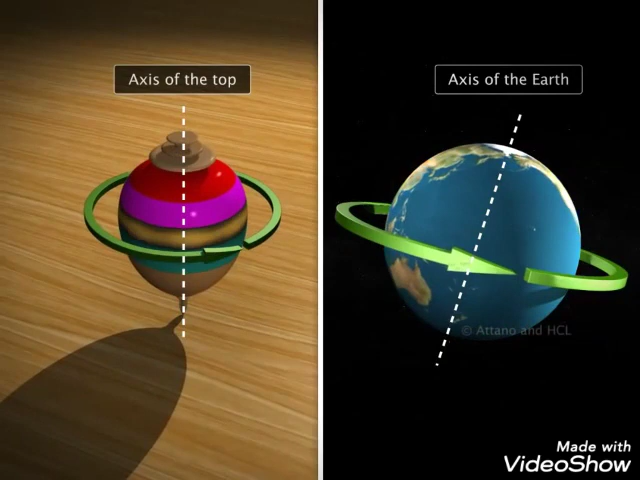 Axis of the top
Axis of the Earth
© Attano and HCL
Made with
VideoShow